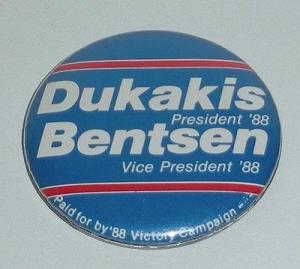 Dukakis
President '88
Bentsen
Vice President '88
Paid for by '88 Victory Campaign